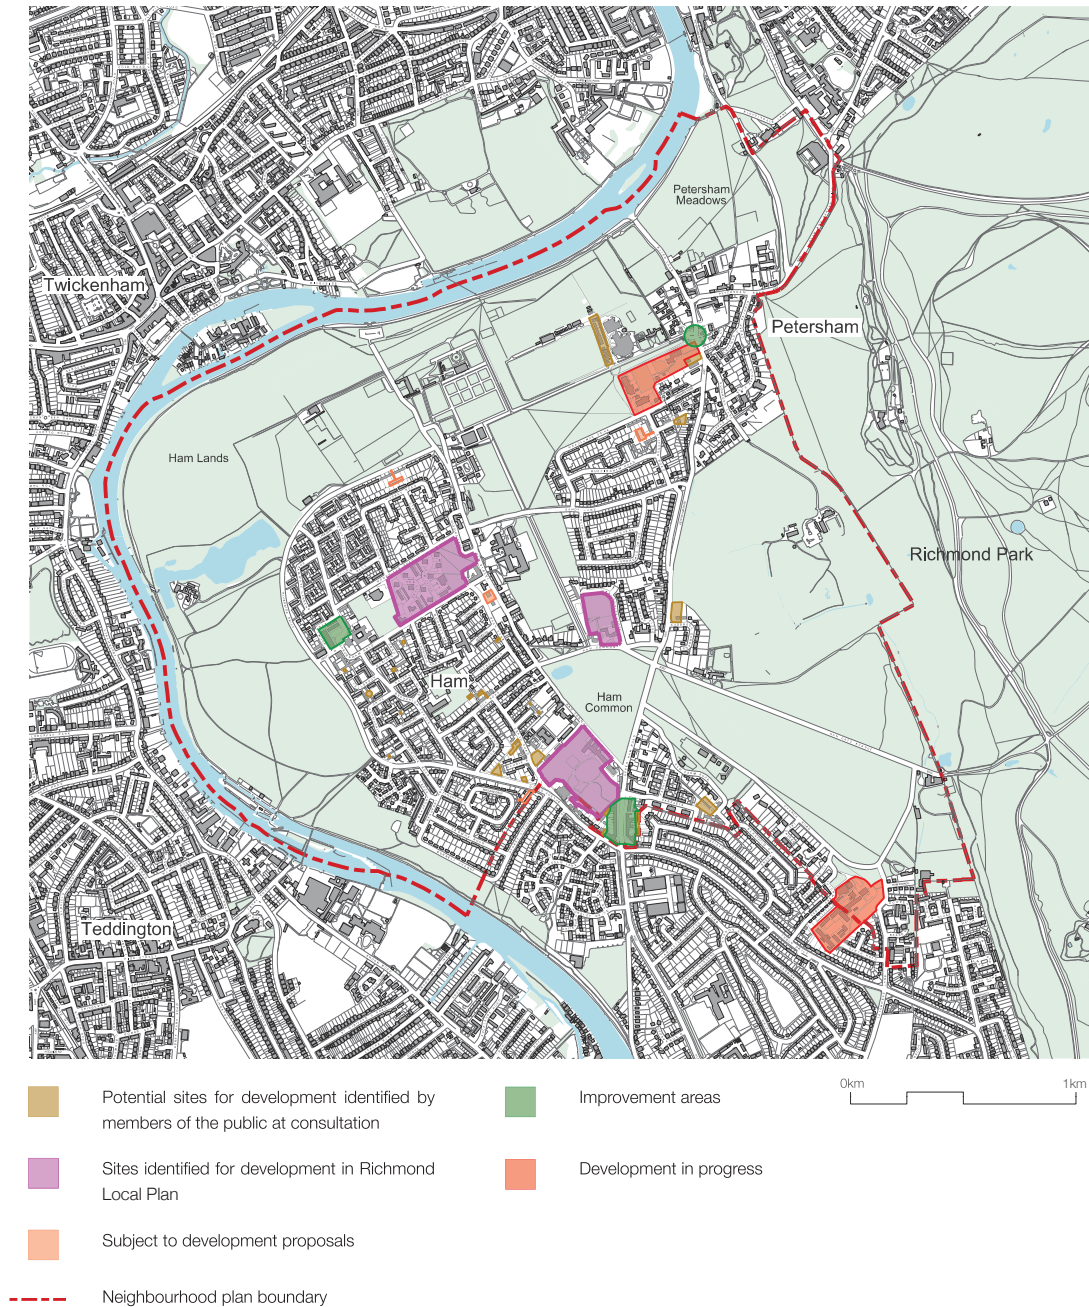 Petersham
Meadows
Twickenham
Petersham
Ham Lands
Richmond Park
Ham
Ham
Common
Teddington
0km
1km
Potential sites for development identified by
members of the public at consultation
Improvement areas
Sites identified for development in Richmond
Local Plan
Development in progress
Subject to development proposals
Neighbourhood plan boundary